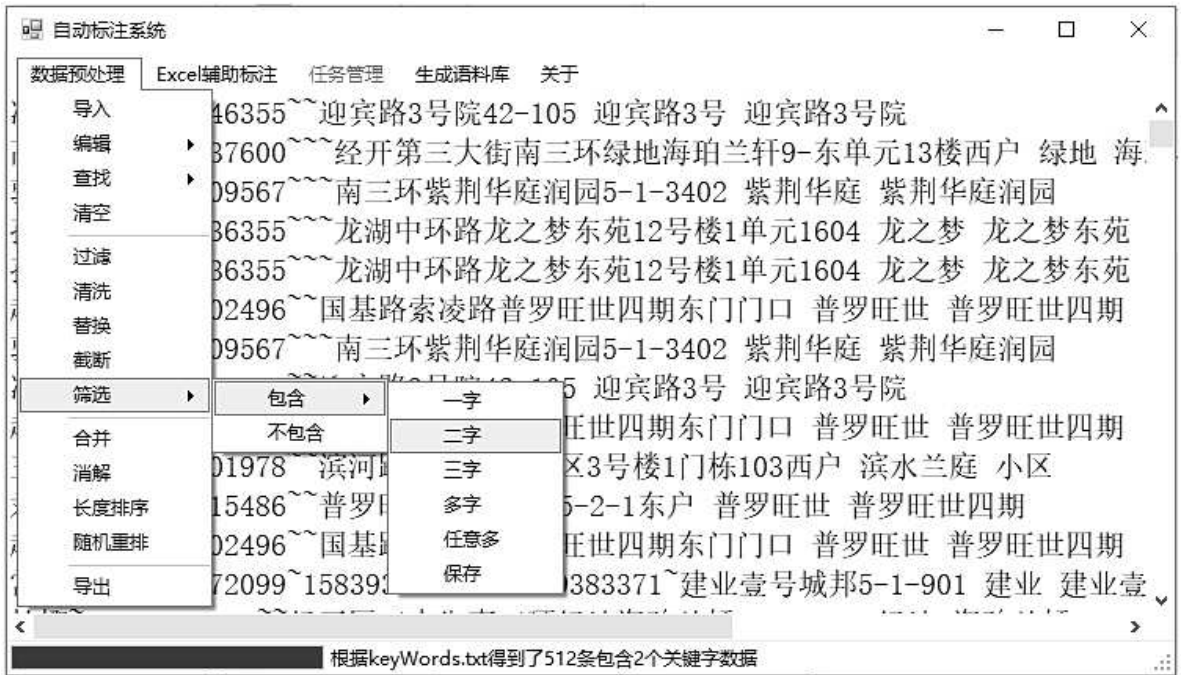 自动标注系统
数据预处理 Excel辅助标注 任务管理 生成语料库 关于
导入
编辑
查找
清空
过滤
清洗
替换
截断
筛选
合并
消解
长度排序
随机重排
导出
包含
不包含
一字
二字
三字
多字
任意多
保存
46355~~迎宾路3号院42-105 迎宾路3号 迎宾路3号院
37600~~~经开第三大街南三环绿地海珀兰轩9-东单元13楼西户 绿地 海
09567~~~南三环紫荆华庭润园5-1-3402 紫荆华庭 紫荆华庭润园
36355~~~龙湖中环路龙之梦东苑12号楼1单元1604 龙之梦 龙之梦东苑
36355~~~龙湖中环路龙之梦东苑12号楼1单元1604 龙之梦 龙之梦东苑
02496~~国基路索凌路普罗旺世四期东门门口 普罗旺世 普罗旺世四期
09567~~~南三环紫荆华庭润园5-1-3402 紫荆华庭 紫荆华庭润园
05 迎宾路3号 迎宾路3号院
旺世四期东门门口 普罗旺世 普罗旺世四期
01978~~滨河 区3号楼1门栋103西户 滨水兰庭 小区
15486~~普罗 5-2-1东户 普罗旺世 普罗旺世四期
02496~~国基 旺世四期东门门口 普罗旺世 普罗旺世四期
72099~15839 9383371~建业壹号城邦5-1-901 建业 建业壹
根据keyWords.txt得到了512条包含2个关键字数据